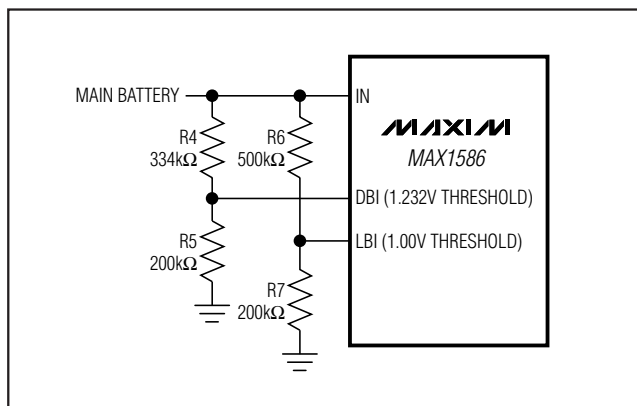 MAIN BATTERY
IN
R4
334kΩ
R6
500kΩ
MAXIM
MAX1586
DBI (1.232V THRESHOLD)
R5
200kΩ
LBI (1.00V THRESHOLD)
R7
200kΩ